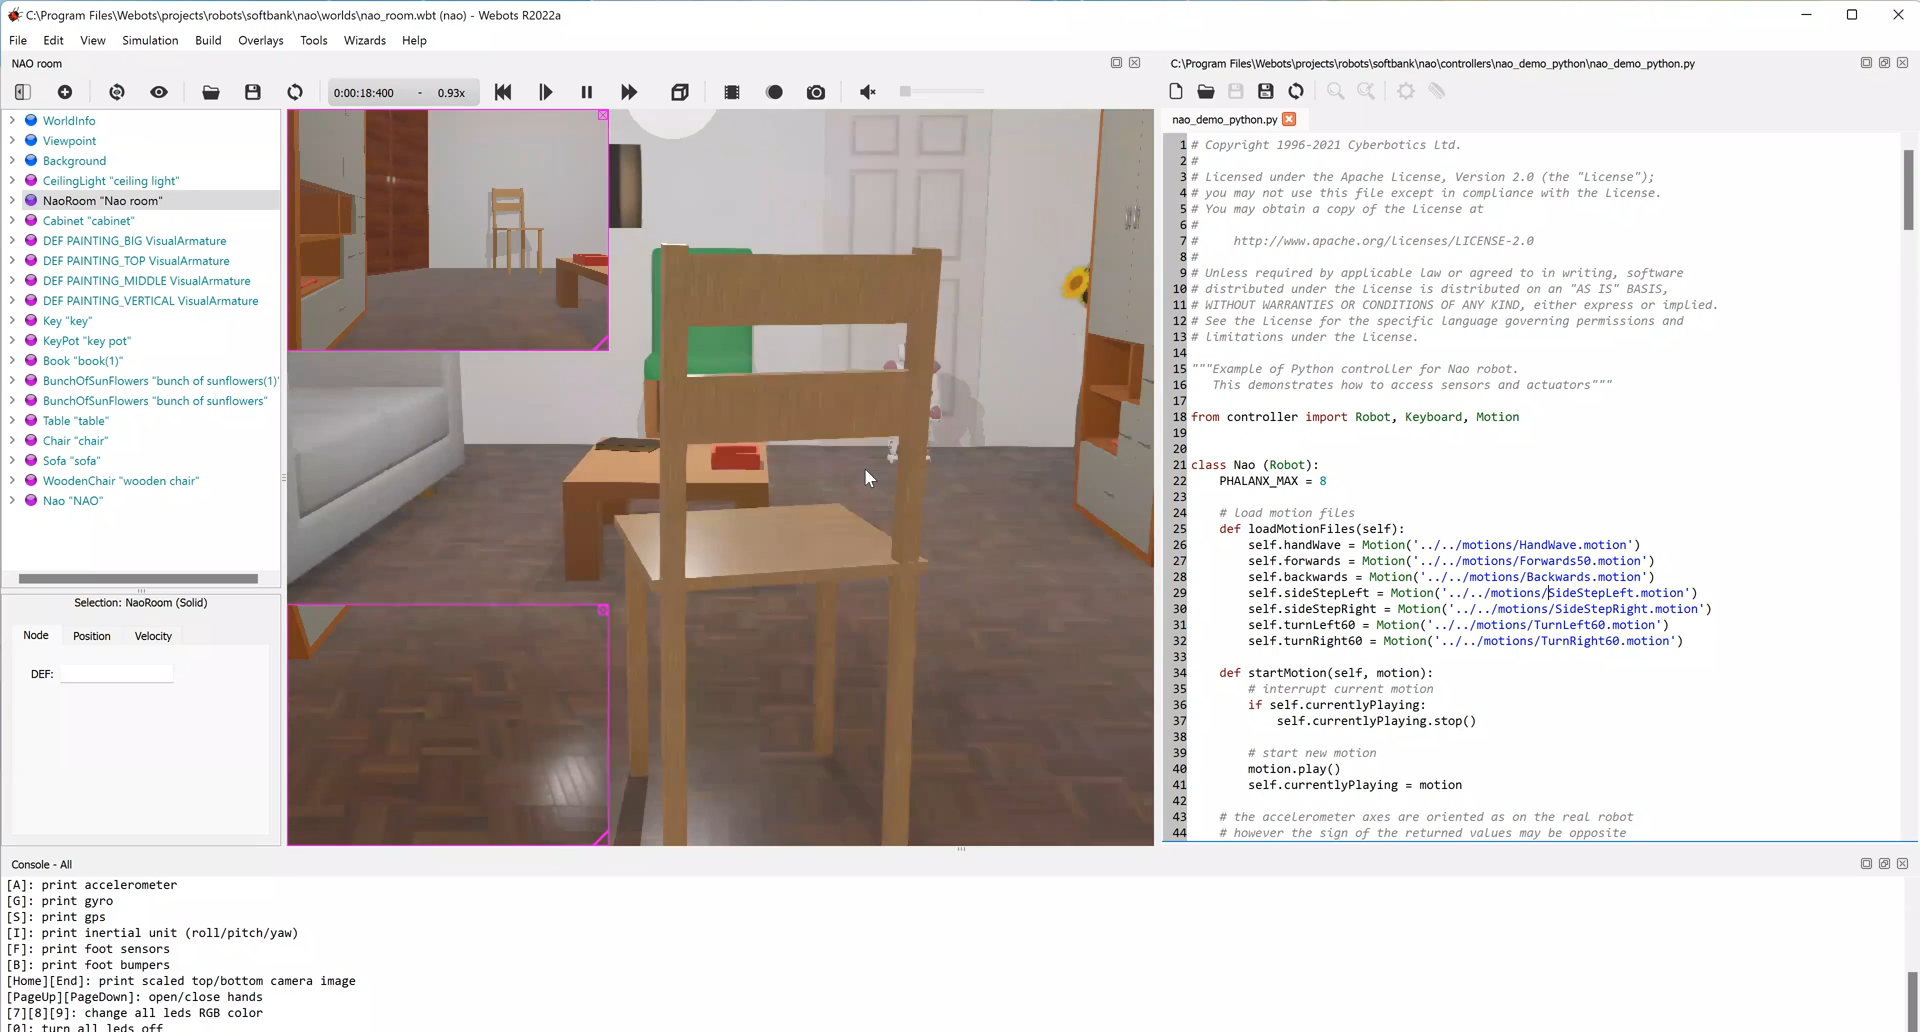 C:\Program Files\Webots\projects\robots\softbank\nao\worlds\nao_room.wbt (nao) - Webots R2022a
File Edit View Simulation Build Overlays Tools Wizards Help
NAO room
0:00:18:400 - 0.93x
WorldInfo
Viewpoint
Background
CeilingLight "ceiling light"
NaoRoom "Nao room"
Cabinet "cabinet"
DEF PAINTING_BIG VisualArmature
DEF PAINTING_TOP VisualArmature
DEF PAINTING_MIDDLE VisualArmature
DEF PAINTING_VERTICAL VisualArmature
Key "key"
KeyPot "key pot"
Book "book(1)"
BunchOfSunFlowers "bunch of sunflowers(1)"
BunchOfSunFlowers "bunch of sunflowers"
Table "table"
Chair "chair"
Sofa "sofa"
WoodenChair "wooden chair"
Nao "NAO"
Selection: NaoRoom (Solid)
Node Position Velocity
DEF:
C:\Program Files\Webots\projects\robots\softbank\nao\controllers\nao_demo_python\nao_demo_python.py
nao_demo_python.py
1 # Copyright 1996-2021 Cyberbotics Ltd.
2 #
3 # Licensed under the Apache License, Version 2.0 (the "License");
4 # you may not use this file except in compliance with the License.
5 # You may obtain a copy of the License at
6 #
7 #     http://www.apache.org/licenses/LICENSE-2.0
8 #
9 # Unless required by applicable law or agreed to in writing, software
10 # distributed under the License is distributed on an "AS IS" BASIS,
11 # WITHOUT WARRANTIES OR CONDITIONS OF ANY KIND, either express or implied.
12 # See the License for the specific language governing permissions and
13 # limitations under the License.
14
15 """Example of Python controller for Nao robot.
16    This demonstrates how to access sensors and actuators"""
17
18 from controller import Robot, Keyboard, Motion
19
20
21 class Nao (Robot):
22     PHALANX_MAX = 8
23
24     # load motion files
25     def loadMotionFiles(self):
26         self.handWave = Motion('../../motions/HandWave.motion')
27         self.forwards = Motion('../../motions/Forwards50.motion')
28         self.backwards = Motion('../../motions/Backwards.motion')
29         self.sideStepLeft = Motion('../../motions/SideStepLeft.motion')
30         self.sideStepRight = Motion('../../motions/SideStepRight.motion')
31         self.turnLeft60 = Motion('../../motions/TurnLeft60.motion')
32         self.turnRight60 = Motion('../../motions/TurnRight60.motion')
33
34     def startMotion(self, motion):
35         # interrupt current motion
36         if self.currentlyPlaying:
37             self.currentlyPlaying.stop()
38
39         # start new motion
40         motion.play()
41         self.currentlyPlaying = motion
42
43     # the accelerometer axes are oriented as on the real robot
44     # however the sign of the returned values may be opposite
Console - All
[A]: print accelerometer
[G]: print gyro
[S]: print gps
[I]: print inertial unit (roll/pitch/yaw)
[F]: print foot sensors
[B]: print foot bumpers
[Home][End]: print scaled top/bottom camera image
[PageUp][PageDown]: open/close hands
[7][8][9]: change all leds RGB color
[0]: turn all leds off